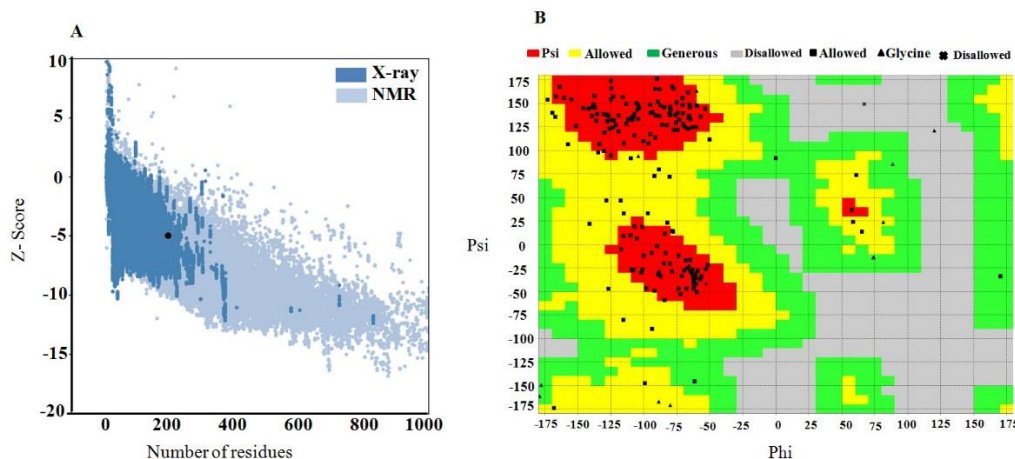 A
10
5
0
-5
-10
-15
-20
Z- Score
X-ray
NMR
0 200 400 600 800 1000
Number of residues
B
Psi Allowed Generous Disallowed Allowed Glycine Disallowed
175
150
125
100
75
50
25
0
-25
-50
-75
-100
-125
-150
-175
Psi
-175 -150 -125 -100 -75 -50 -25 0 25 50 75 100 125 150 175
Phi